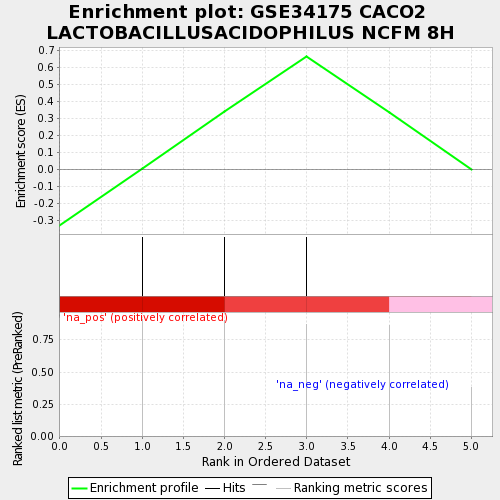 Enrichment plot: GSE34175 CACO2
LACTOBACILLUSACIDOPHILUS NCFM 8H
Enrichment score (ES)
0.7
0.6
0.5
0.4
0.3
0.2
0.1
0.0
-0.1
-0.2
-0.3
'na_pos' (positively correlated)
Ranked list metric (PreRanked)
0.75
0.50
0.25
0.00
'na_neg' (negatively correlated)
0.0 0.5 1.0 1.5 2.0 2.5 3.0 3.5 4.0 4.5 5.0
Rank in Ordered Dataset
Enrichment profile Hits Ranking metric scores